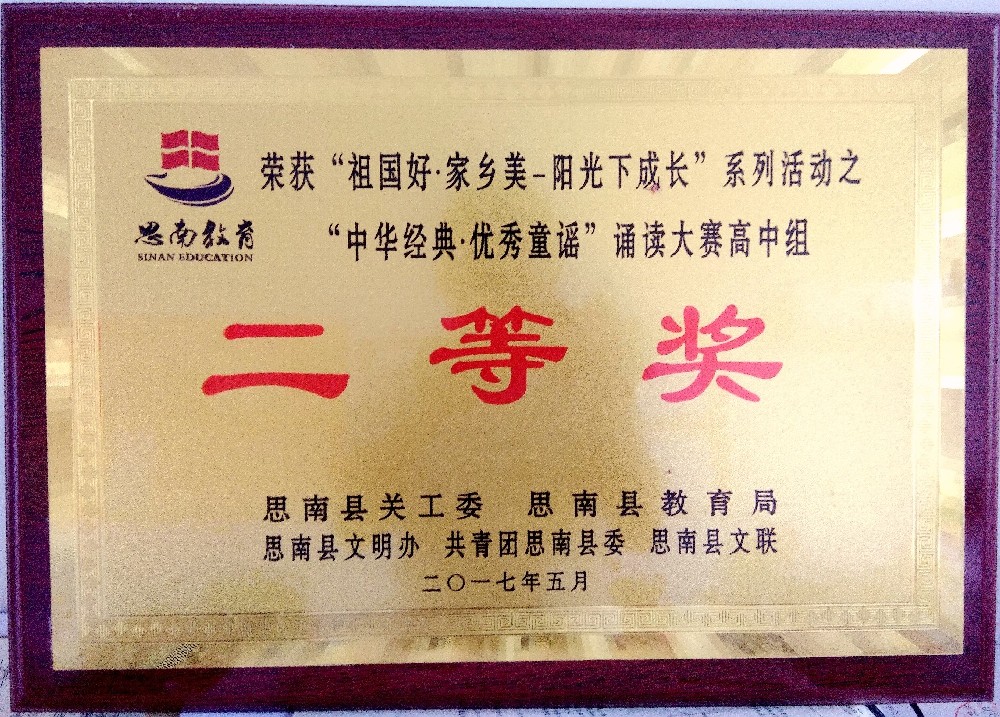 荣获“祖国好·家乡美-阳光下成长”系列活动之
思南教育
SINAN EDUCATION
“中华经典·优秀童谣”诵读大赛高中组
二等奖
思南县关工委 思南县教育局
思南县文明办 共青团思南县委 思南县文联
二〇一七年五月